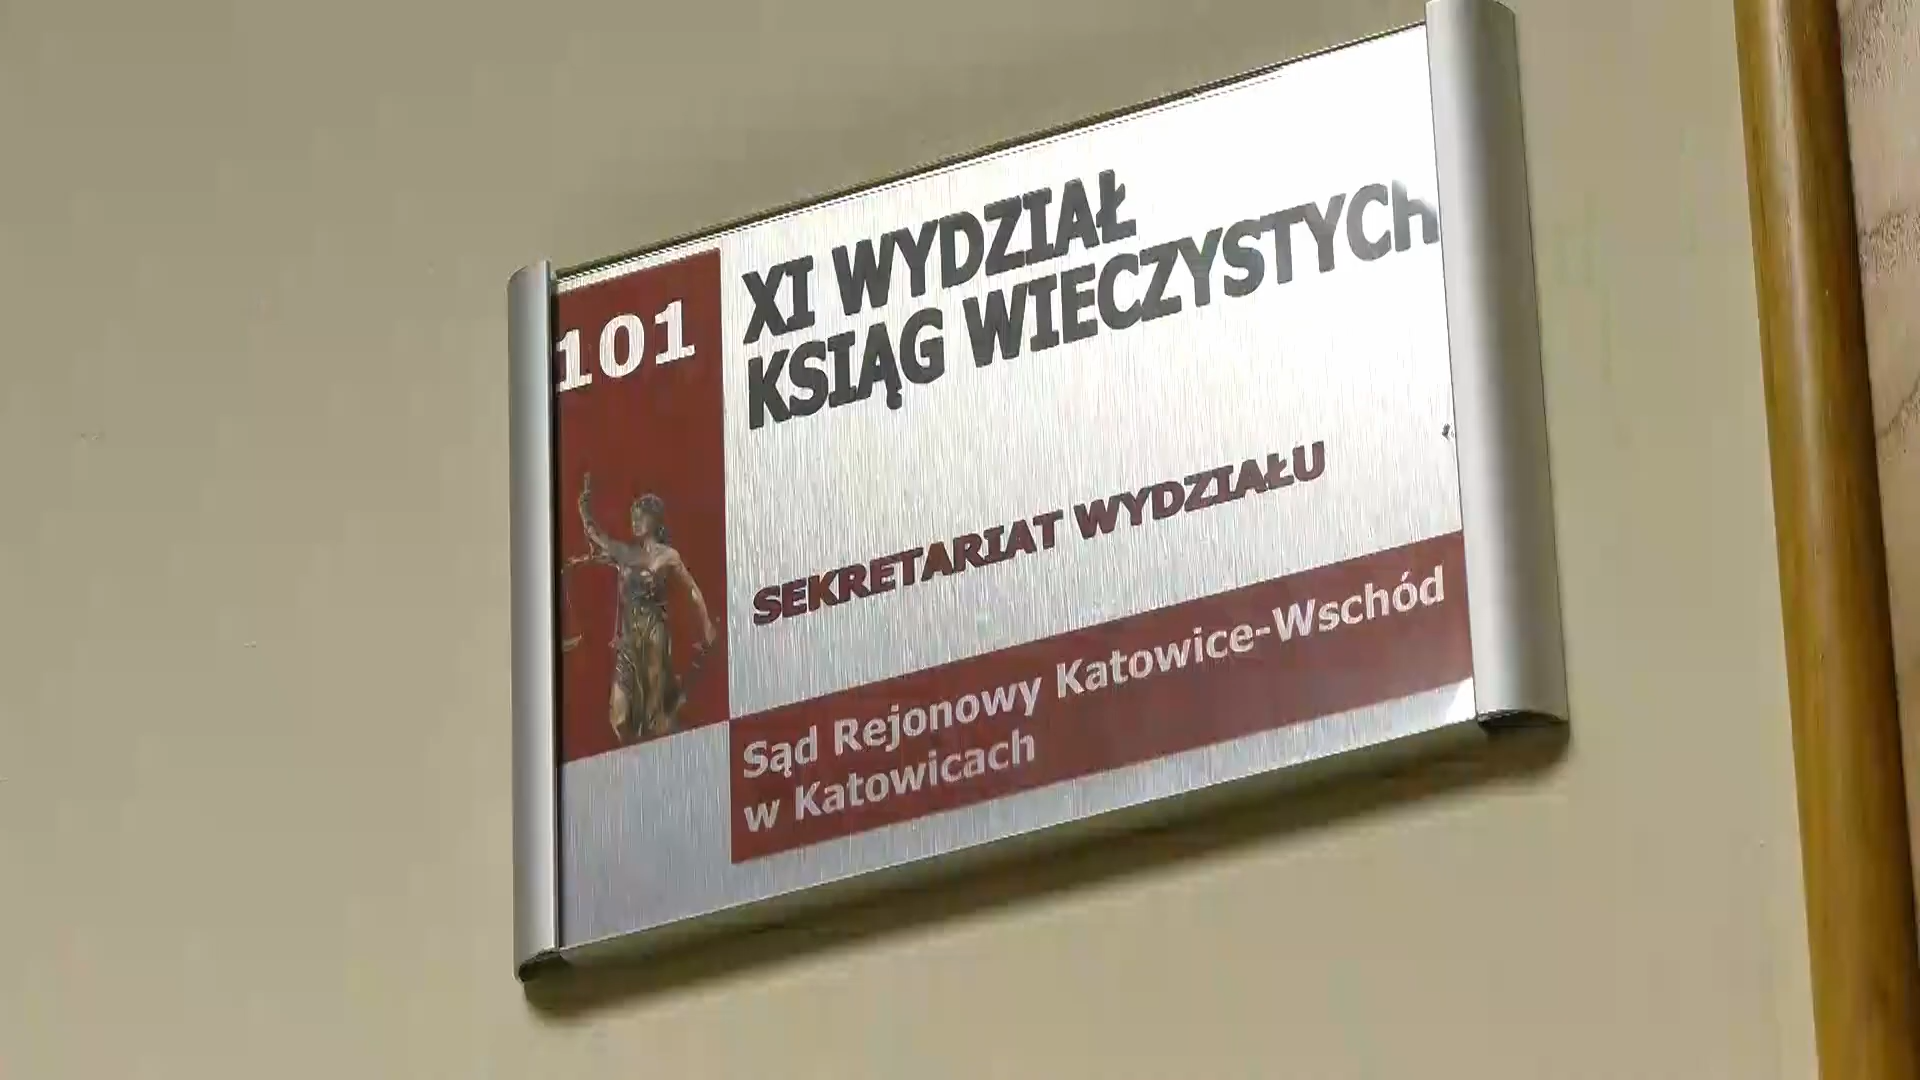 101
XI WYDZIAŁ
KSIĄG WIECZYSTYCH
SEKRETARIAT WYDZIAŁU
Sąd Rejonowy Katowice-Wschód
w Katowicach